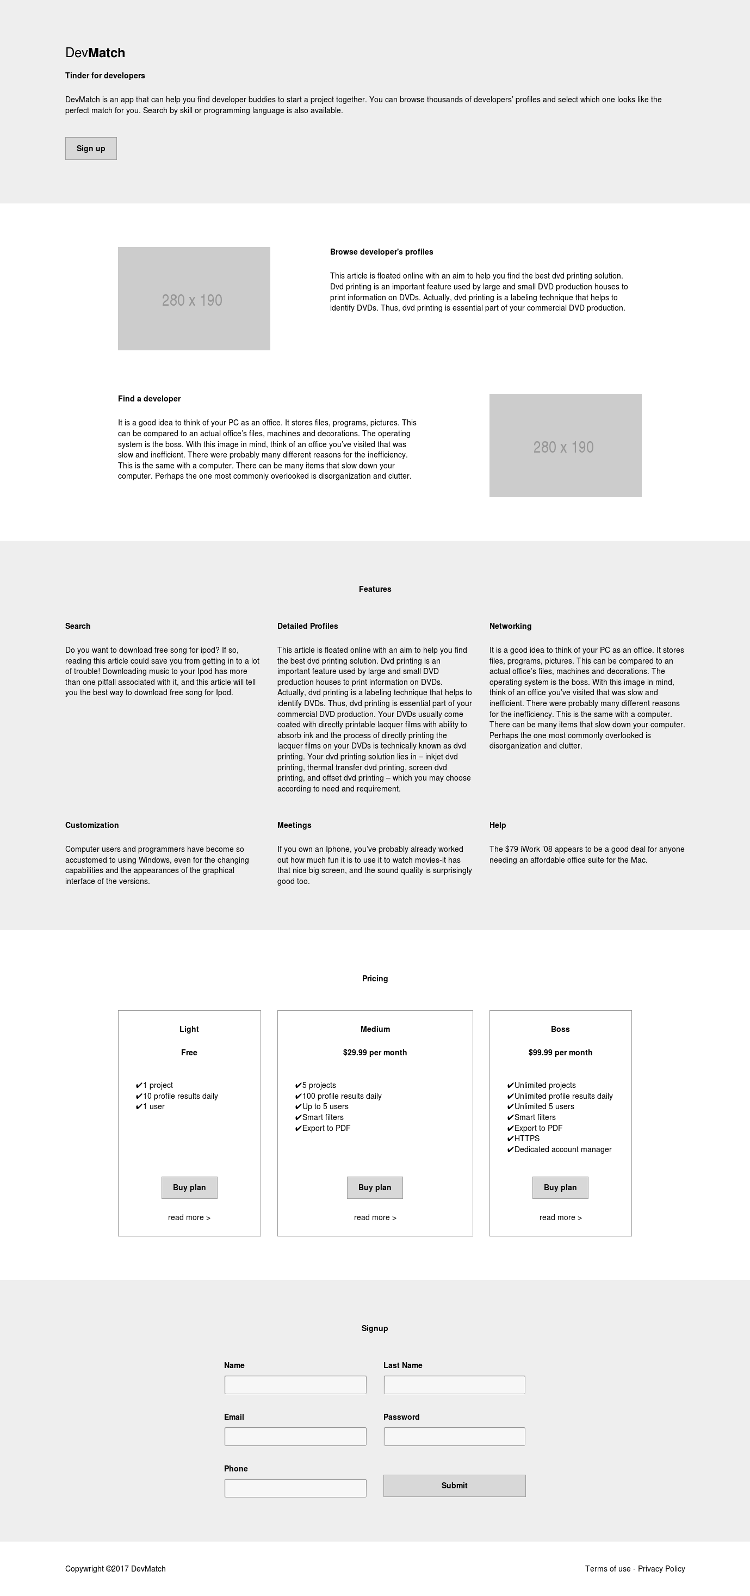 DevMatch
Tinder for developers
DevMatch is an app that can help you find developer buddies to start a project together. You can browse thousands of developers' profiles and select which one looks like the
perfect match for you. Search by skill or programming language is also available.
Sign up
280 x 190
Browse developer's profiles
This article is floated online with an aim to help you find the best dvd printing solution.
Dvd printing is an important feature used by large and small DVD production houses to
print information on DVDs. Actually, dvd printing is a labeling technique that helps to
identify DVDs. Thus, dvd printing is essential part of your commercial DVD production.
Find a developer
It is a good idea to think of your PC as an office. It stores files, programs, pictures. This
can be compared to an actual office's files, machines and decorations. The operating
system is the boss. With this image in mind, think of an office you've visited that was
slow and inefficient. There were probably many different reasons for the inefficiency.
This is the same with a computer. There can be many items that slow down your
computer. Perhaps the one most commonly overlooked is disorganization and clutter.
280 x 190
Features
Search
Do you want to download free song for ipod? If so,
reading this article could save you from getting in to a lot
of trouble! Downloading music to your Ipod has more
than one pitfall associated with it, and this article will tell
you the best way to download free song for Ipod.
Detailed Profiles
This article is floated online with an aim to help you find
the best dvd printing solution. Dvd printing is an
important feature used by large and small DVD
production houses to print information on DVDs.
Actually, dvd printing is a labeling technique that helps to
identify DVDs. Thus, dvd printing is essential part of your
commercial DVD production. Your DVDs usually come
coated with directly printable lacquer films with ability to
absorb ink and the process of directly printing the
lacquer films on your DVDs is technically known as dvd
printing. Your dvd printing solution lies in – inkjet dvd
printing, thermal transfer dvd printing, screen dvd
printing, and offset dvd printing – which you may choose
according to need and requirement.
Networking
It is a good idea to think of your PC as an office. It stores
files, programs, pictures. This can be compared to an
actual office's files, machines and decorations. The
operating system is the boss. With this image in mind,
think of an office you've visited that was slow and
inefficient. There were probably many different reasons
for the inefficiency. This is the same with a computer.
There can be many items that slow down your computer.
Perhaps the one most commonly overlooked is
disorganization and clutter.
Customization
Computer users and programmers have become so
accustomed to using Windows, even for the changing
capabilities and the appearances of the graphical
interface of the versions.
Meetings
If you own an Iphone, you've probably already worked
out how much fun it is to use it to watch movies-it has
that nice big screen, and the sound quality is surprisingly
good too.
Help
The $79 iWork '08 appears to be a good deal for anyone
needing an affordable office suite for the Mac.
Pricing
Light
Free
✔1 project
✔10 profile results daily
✔1 user
Buy plan
read more >
Medium
$29.99 per month
✔5 projects
✔100 profile results daily
✔Up to 5 users
✔Smart filters
✔Export to PDF
Buy plan
read more >
Boss
$99.99 per month
✔Unlimited projects
✔Unlimited profile results daily
✔Unlimited 5 users
✔Smart filters
✔Export to PDF
✔HTTPS
✔Dedicated account manager
Buy plan
read more >
Signup
Name
Last Name
Email
Password
Phone
Submit
Copywright ©2017 DevMatch
Terms of use - Privacy Policy